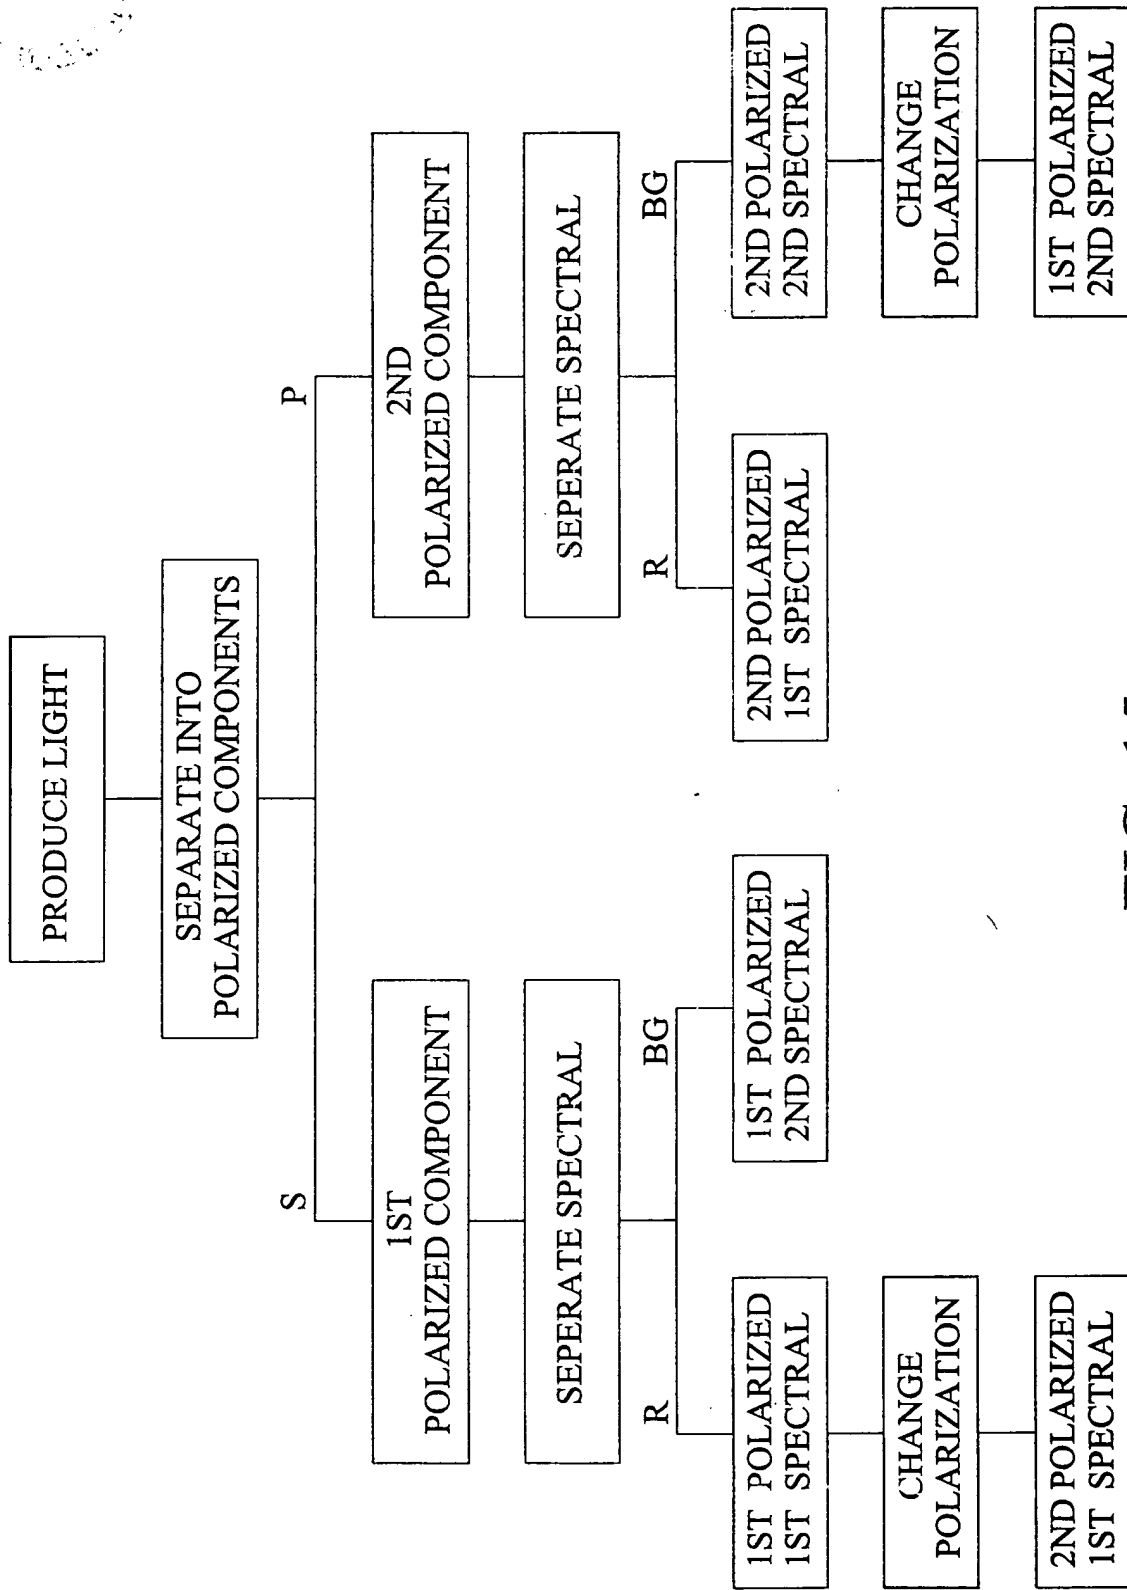 PRODUCE LIGHT
SEPARATE INTO
POLARIZED COMPONENTS
S
P
1ST
POLARIZED COMPONENT
2ND
POLARIZED COMPONENT
SEPERATE SPECTRAL
SEPERATE SPECTRAL
R
BG
R
BG
1ST POLARIZED
1ST SPECTRAL
1ST POLARIZED
2ND SPECTRAL
2ND POLARIZED
1ST SPECTRAL
2ND POLARIZED
2ND SPECTRAL
CHANGE
POLARIZATION
CHANGE
POLARIZATION
2ND POLARIZED
1ST SPECTRAL
1ST POLARIZED
2ND SPECTRAL